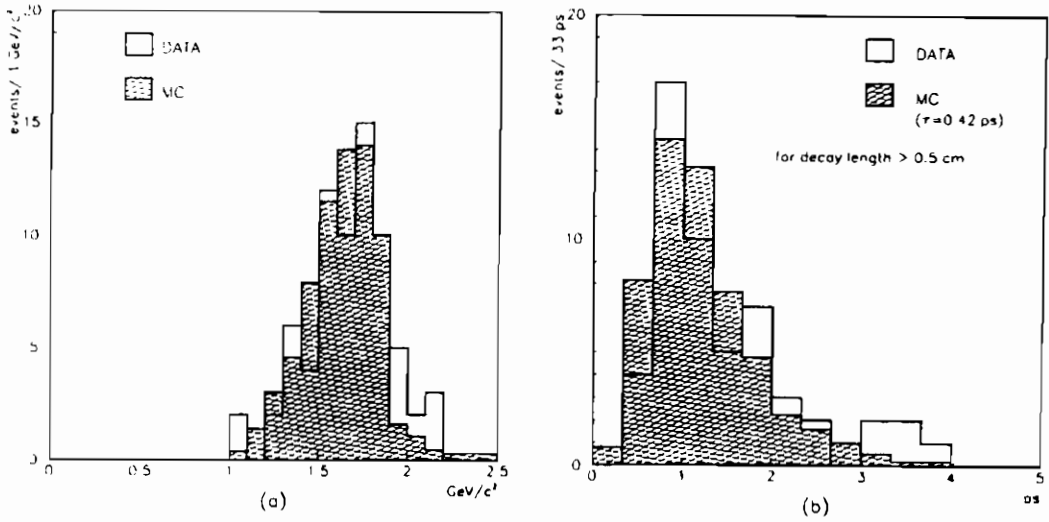 20
15
10
5
0
events/ .1 GeV/c²
DATA
MC
0 0.5 1 1.5 2 2.5
GeV/c²
(a)
20
10
0
events/ .33 ps
DATA
MC
(τ=0.42 ps)
for decay length > 0.5 cm
0 1 2 3 4 5
ps
(b)